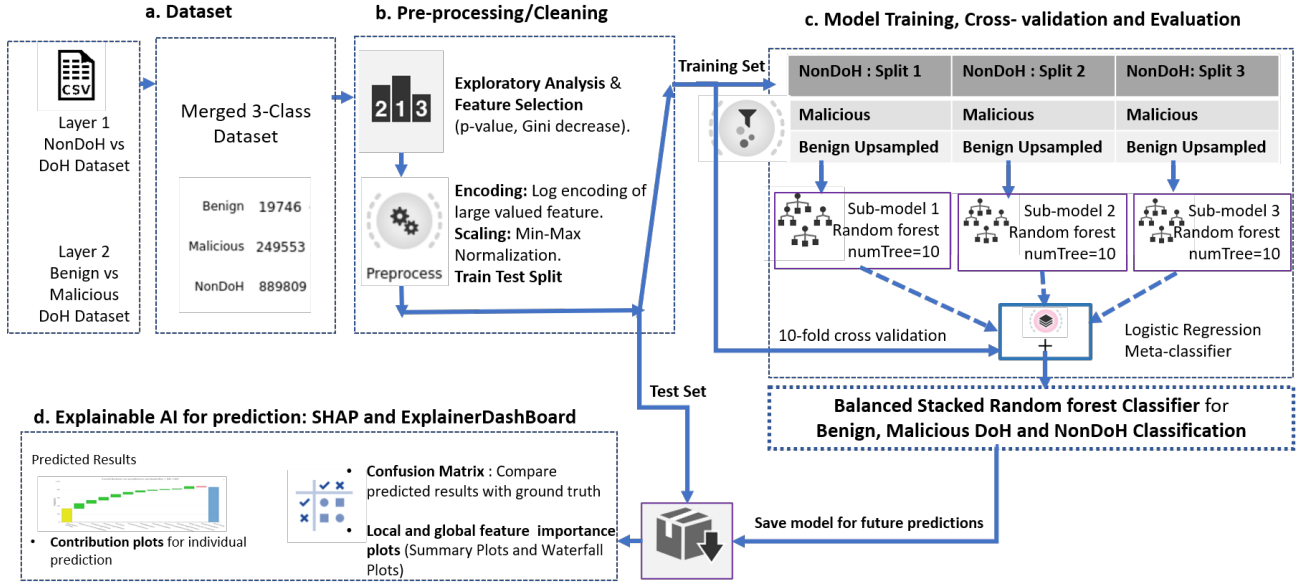 a. Dataset
CSV
Layer 1
NonDoH vs
DoH Dataset
Layer 2
Benign vs
Malicious
DoH Dataset
Merged 3-Class
Dataset
Benign 19746
Malicious 249553
NonDoH 889809
b. Pre-processing/Cleaning
2 1 3
Exploratory Analysis &
Feature Selection
(p-value, Gini decrease).
Preprocess
Encoding: Log encoding of
large valued feature.
Scaling: Min-Max
Normalization.
Train Test Split
Training Set
Test Set
c. Model Training, Cross- validation and Evaluation
NonDoH : Split 1 NonDoH : Split 2 NonDoH: Split 3
Malicious Malicious Malicious
Benign Upsampled Benign Upsampled Benign Upsampled
Sub-model 1
Random forest
numTree=10
Sub-model 2
Random forest
numTree=10
Sub-model 3
Random forest
numTree=10
10-fold cross validation
+
Logistic Regression
Meta-classifier
Balanced Stacked Random forest Classifier for
Benign, Malicious DoH and NonDoH Classification
Save model for future predictions
d. Explainable AI for prediction: SHAP and ExplainerDashBoard
Predicted Results
• Contribution plots for individual
prediction
• Confusion Matrix : Compare
predicted results with ground truth
• Local and global feature importance
plots (Summary Plots and Waterfall
Plots)